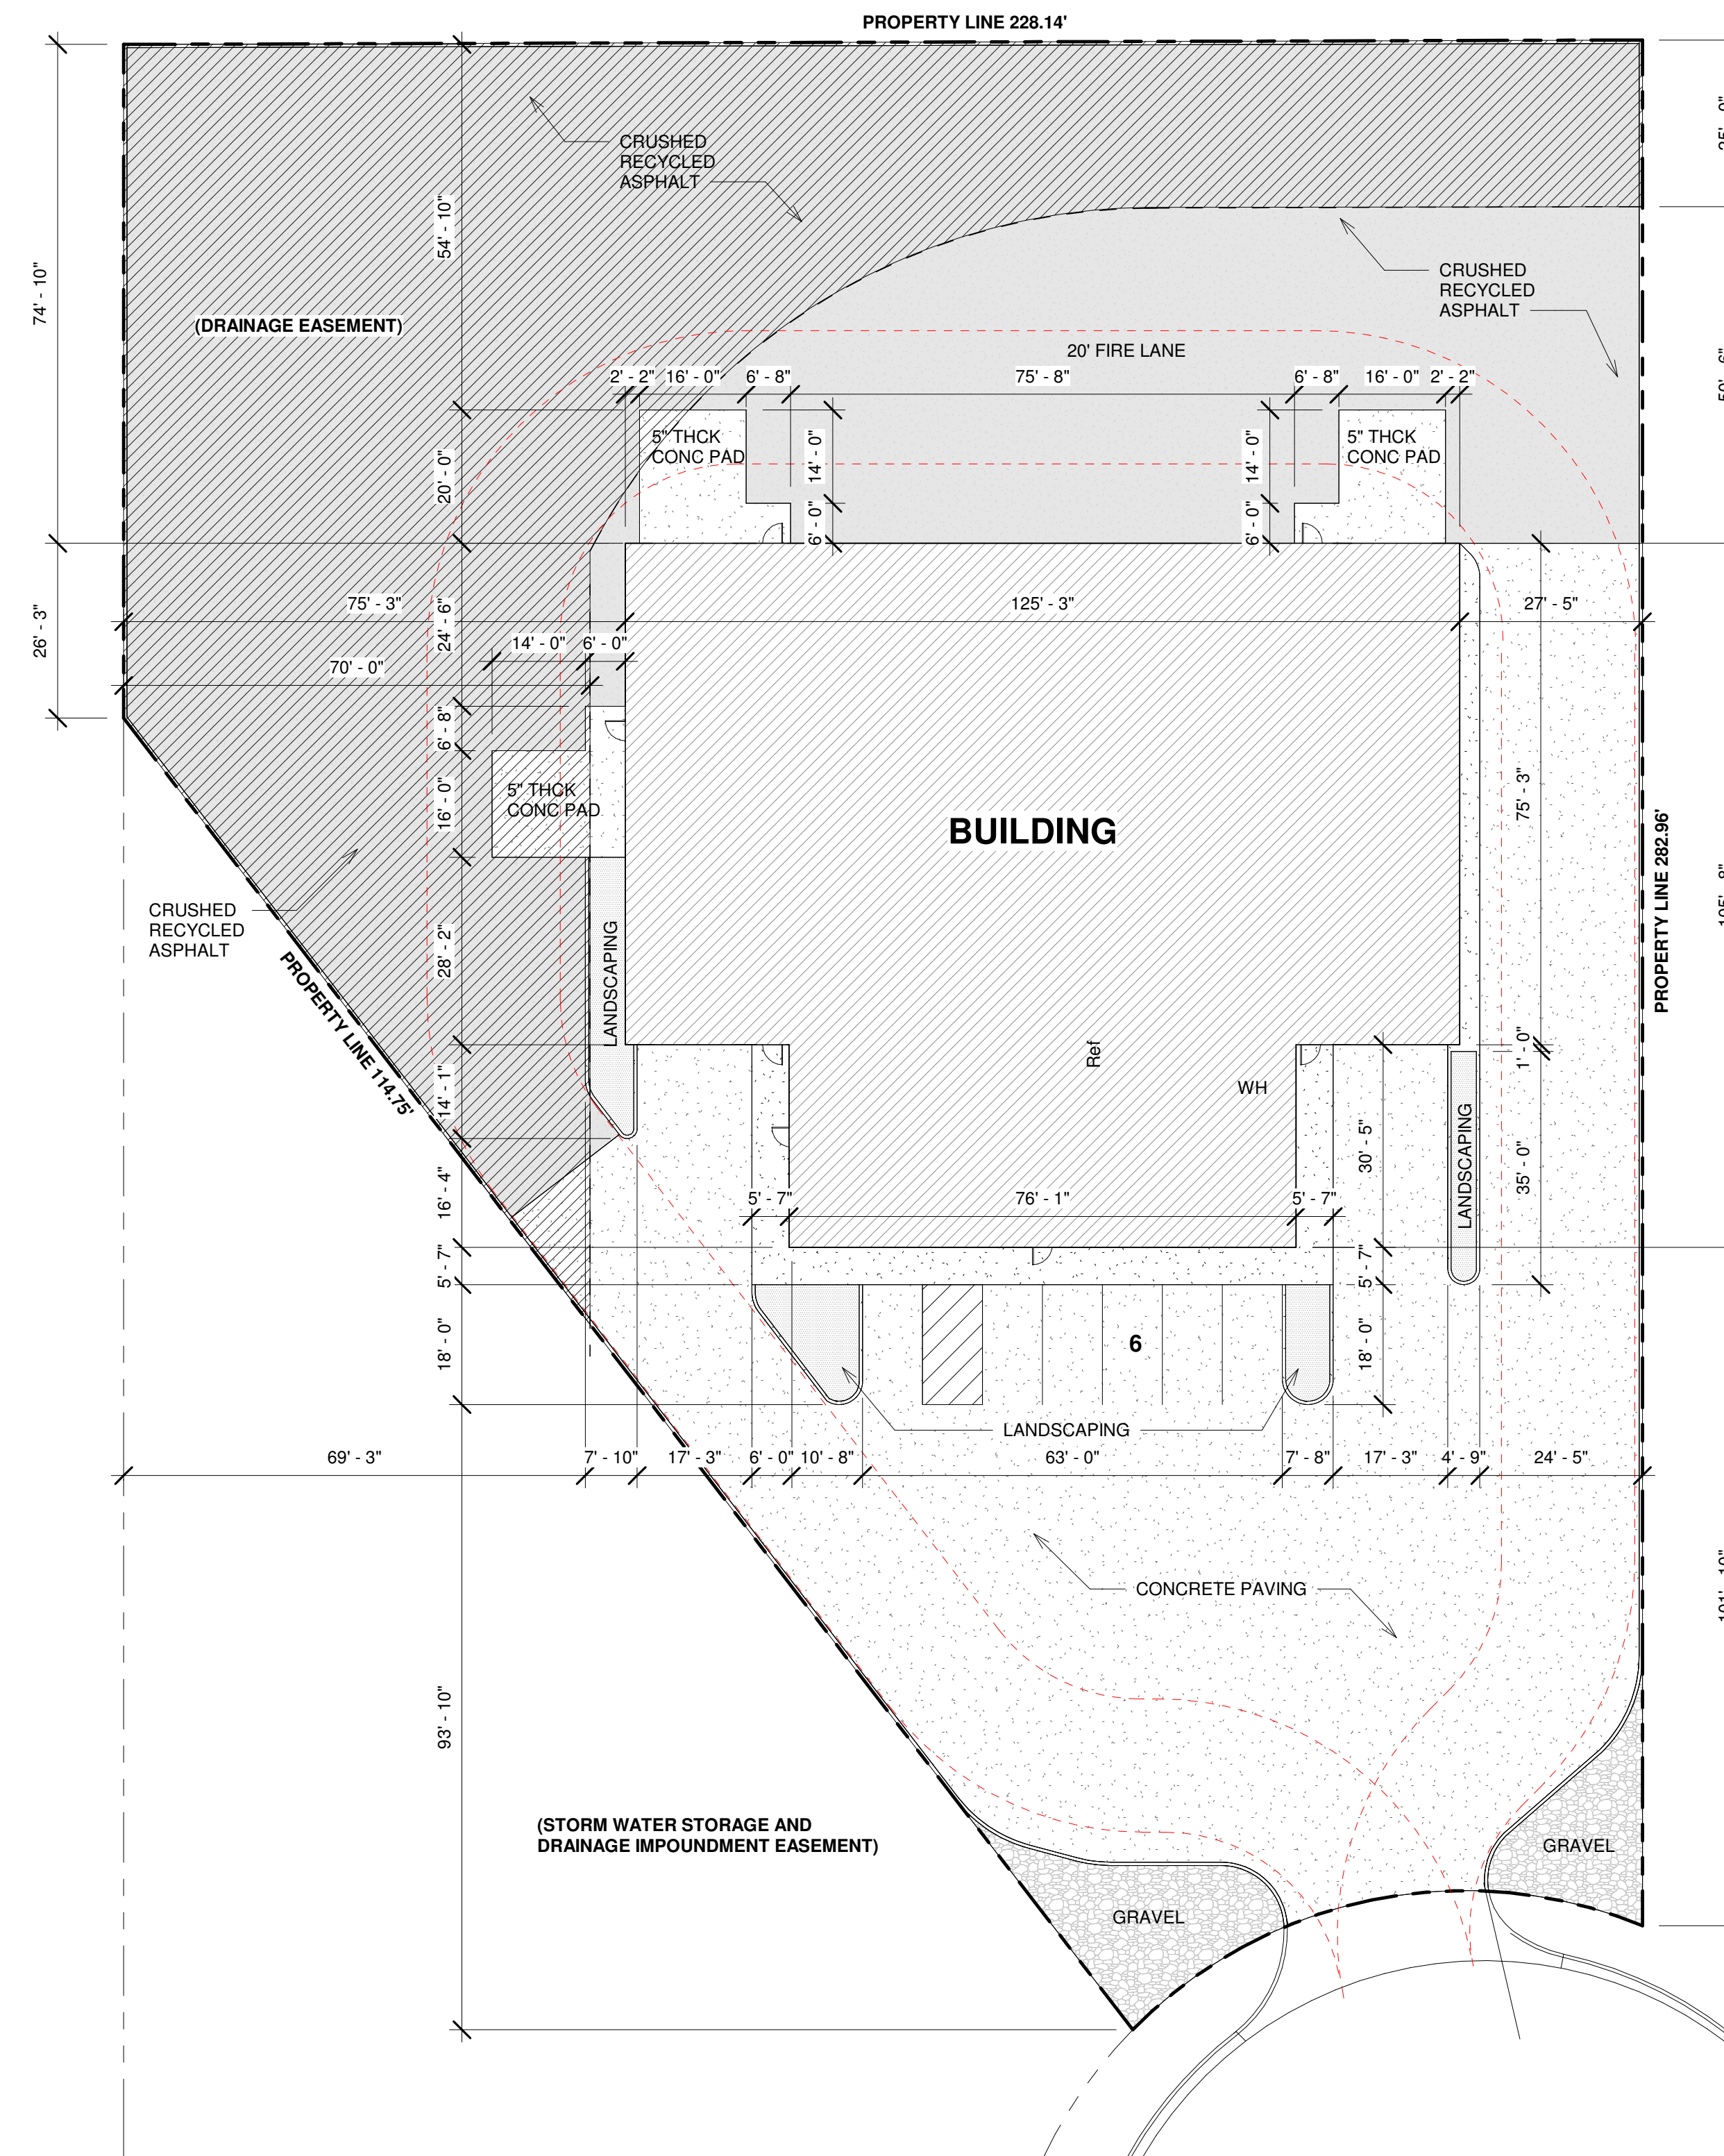 PROPERTY LINE 228.14'
CRUSHED
RECYCLED
ASPHALT
54' - 10"
74' - 10"
(DRAINAGE EASEMENT)
CRUSHED
RECYCLED
ASPHALT
20' FIRE LANE
2' - 2"
16' - 0"
6' - 8"
75' - 8"
6' - 8"
16' - 0"
2' - 2"
5" THCK
CONC PAD
14' - 0"
6' - 0"
14' - 0"
6' - 0"
5" THCK
CONC PAD
20' - 0"
75' - 3"
125' - 3"
27' - 5"
24' - 6"
14' - 0"
6' - 0"
70' - 0"
26' - 3"
6' - 8"
5" THCK
CONC PAD
16' - 0"
BUILDING
75' - 3"
PROPERTY LINE 282.96'
CRUSHED
RECYCLED
ASPHALT
28' - 2"
LANDSCAPING
PROPERTY LINE 114.75'
Ref
WH
1' - 0"
14' - 1"
30' - 5"
LANDSCAPING
35' - 0"
16' - 4"
5' - 7"
76' - 1"
5' - 7"
5' - 7"
5' - 7"
18' - 0"
6
18' - 0"
LANDSCAPING
69' - 3"
7' - 10"
17' - 3"
6' - 0"
10' - 8"
63' - 0"
7' - 8"
17' - 3"
4' - 9"
24' - 5"
CONCRETE PAVING
93' - 10"
(STORM WATER STORAGE AND
DRAINAGE IMPOUNDMENT EASEMENT)
GRAVEL
GRAVEL